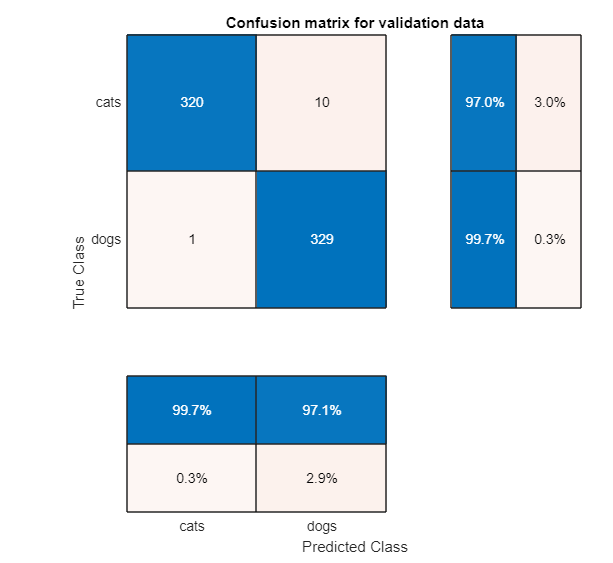 Confusion matrix for validation data
cats 320 10 97.0% 3.0%
dogs 1 329 99.7% 0.3%
True Class
99.7% 97.1%
0.3% 2.9%
cats dogs
Predicted Class